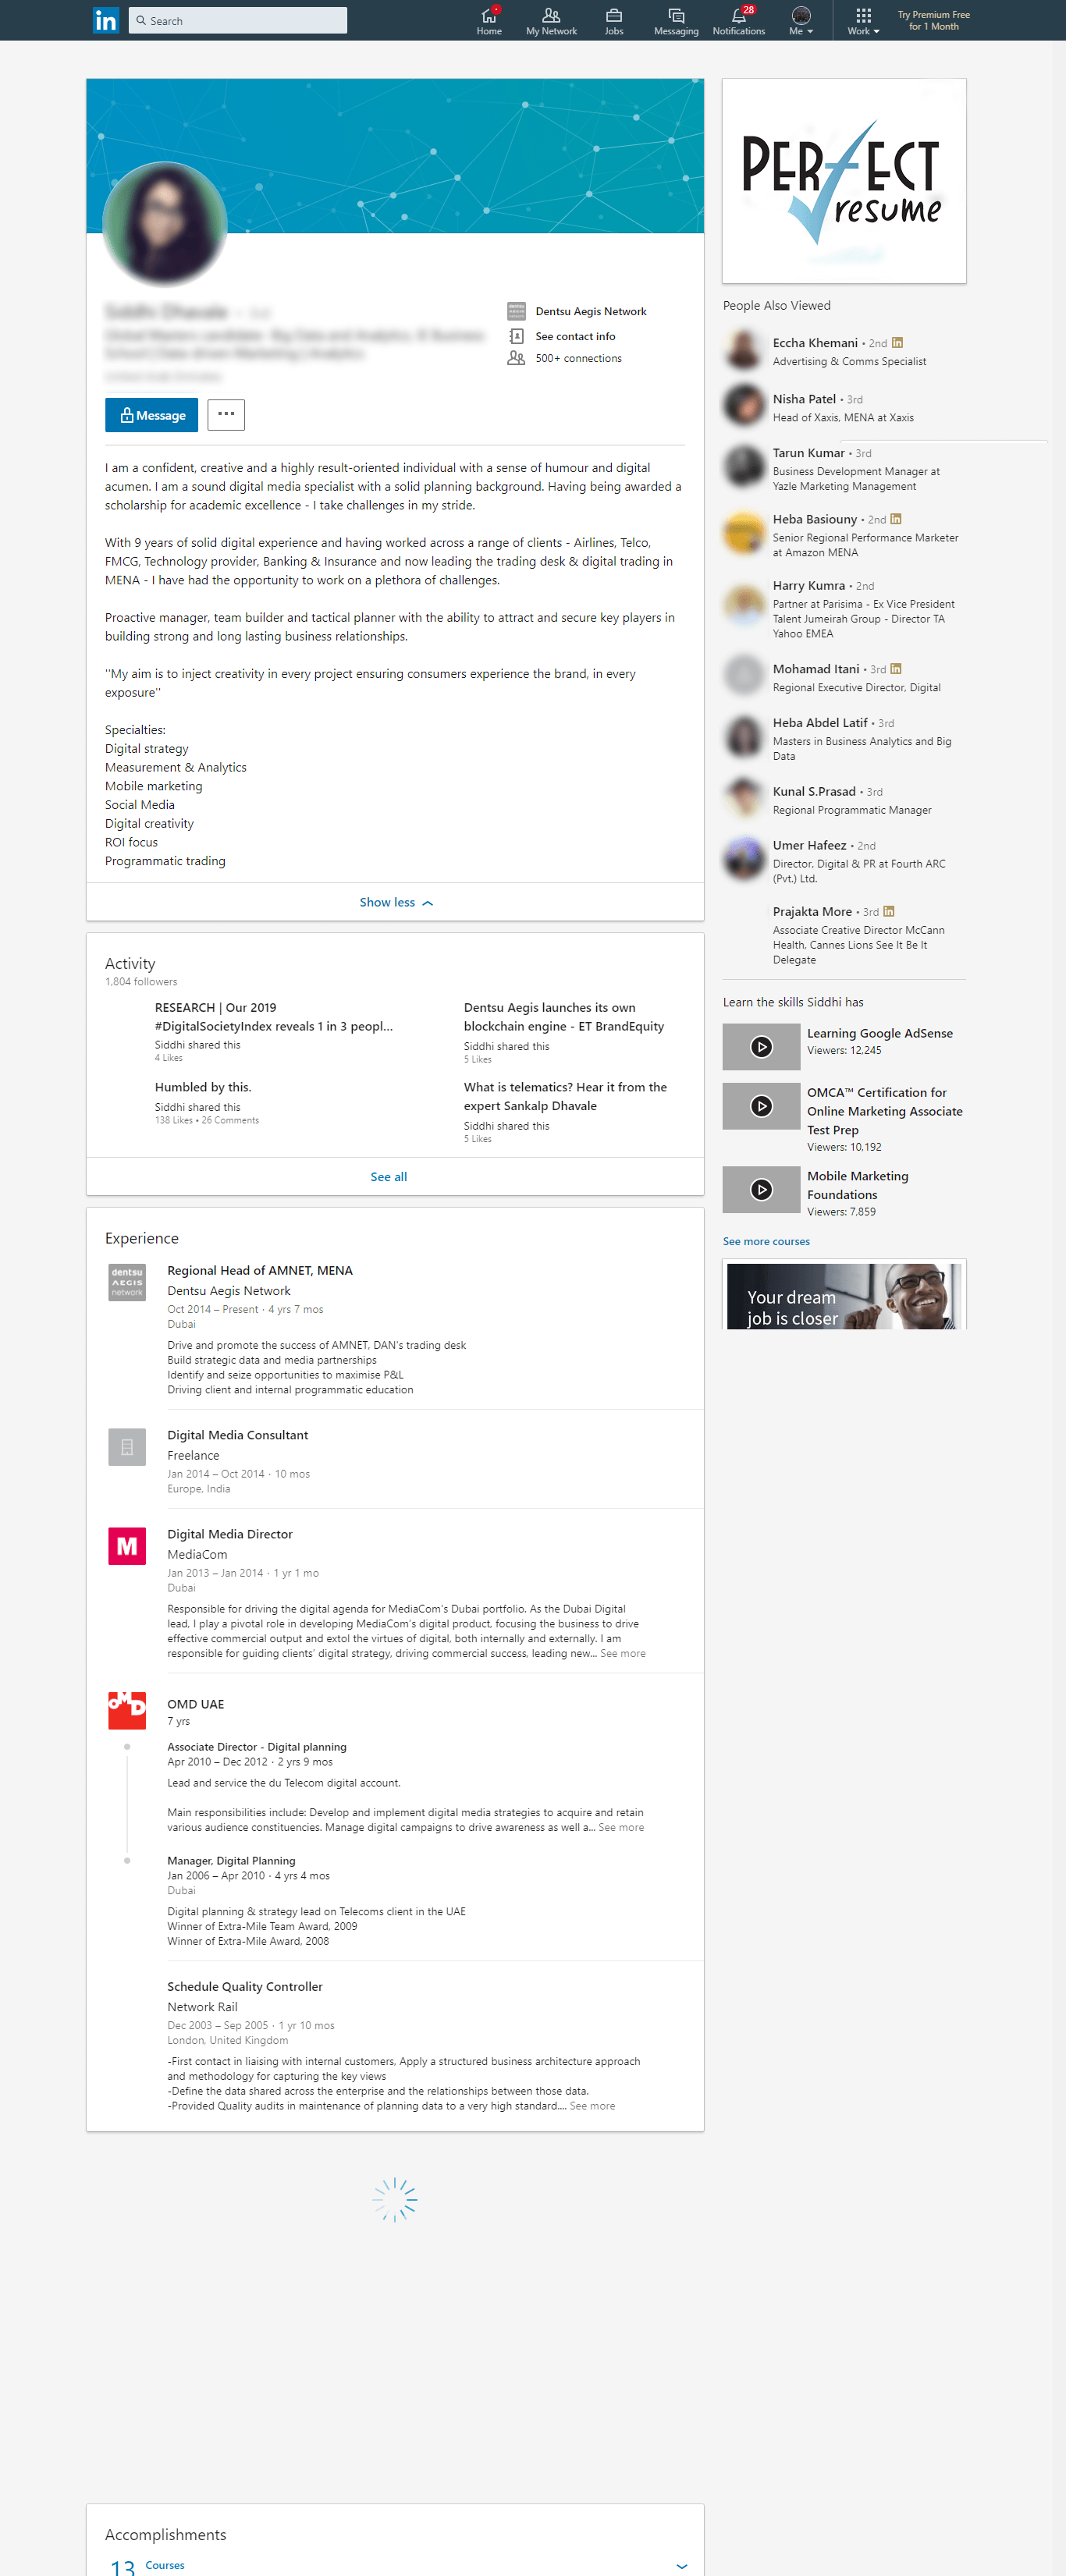 in
Search
Home
My Network
Jobs
Messaging
28
Notifications
Me
Work
Try Premium Free
for 1 Month
PERFECT
resume
Dentsu Aegis Network
See contact info
500+ connections
Message
I am a confident, creative and a highly result-oriented individual with a sense of humour and digital
acumen. I am a sound digital media specialist with a solid planning background. Having being awarded a
scholarship for academic excellence - I take challenges in my stride.
With 9 years of solid digital experience and having worked across a range of clients - Airlines, Telco,
FMCG, Technology provider, Banking & Insurance and now leading the trading desk & digital trading in
MENA - I have had the opportunity to work on a plethora of challenges.
Proactive manager, team builder and tactical planner with the ability to attract and secure key players in
building strong and long lasting business relationships.
"My aim is to inject creativity in every project ensuring consumers experience the brand, in every
exposure"
Specialties:
Digital strategy
Measurement & Analytics
Mobile marketing
Social Media
Digital creativity
ROI focus
Programmatic trading
Show less
Activity
1,804 followers
RESEARCH | Our 2019
#DigitalSocietyIndex reveals 1 in 3 peopl...
Siddhi shared this
4 Likes
Dentsu Aegis launches its own
blockchain engine - ET BrandEquity
Siddhi shared this
5 Likes
Humbled by this.
Siddhi shared this
138 Likes • 26 Comments
What is telematics? Hear it from the
expert Sankalp Dhavale
Siddhi shared this
5 Likes
See all
Experience
dentsu
AEGIS
network
Regional Head of AMNET, MENA
Dentsu Aegis Network
Oct 2014 – Present · 4 yrs 7 mos
Dubai
Drive and promote the success of AMNET, DAN's trading desk
Build strategic data and media partnerships
Identify and seize opportunities to maximise P&L
Driving client and internal programmatic education
Digital Media Consultant
Freelance
Jan 2014 – Oct 2014 · 10 mos
Europe, India
M
Digital Media Director
MediaCom
Jan 2013 – Jan 2014 · 1 yr 1 mo
Dubai
Responsible for driving the digital agenda for MediaCom's Dubai portfolio. As the Dubai Digital
lead, I play a pivotal role in developing MediaCom's digital product, focusing the business to drive
effective commercial output and extol the virtues of digital, both internally and externally. I am
responsible for guiding clients' digital strategy, driving commercial success, leading new... See more
OMD
OMD UAE
7 yrs
Associate Director - Digital planning
Apr 2010 – Dec 2012 · 2 yrs 9 mos
Lead and service the du Telecom digital account.
Main responsibilities include: Develop and implement digital media strategies to acquire and retain
various audience constituencies. Manage digital campaigns to drive awareness as well a... See more
Manager, Digital Planning
Jan 2006 – Apr 2010 · 4 yrs 4 mos
Dubai
Digital planning & strategy lead on Telecoms client in the UAE
Winner of Extra-Mile Team Award, 2009
Winner of Extra-Mile Award, 2008
Schedule Quality Controller
Network Rail
Dec 2003 – Sep 2005 · 1 yr 10 mos
London, United Kingdom
-First contact in liaising with internal customers, Apply a structured business architecture approach
and methodology for capturing the key views
-Define the data shared across the enterprise and the relationships between those data.
-Provided Quality audits in maintenance of planning data to a very high standard.... See more
Accomplishments
13 Courses
People Also Viewed
Eccha Khemani • 2nd in
Advertising & Comms Specialist
Nisha Patel • 3rd
Head of Xaxis, MENA at Xaxis
Tarun Kumar • 3rd
Business Development Manager at
Yazle Marketing Management
Heba Basiouny • 2nd in
Senior Regional Performance Marketer
at Amazon MENA
Harry Kumra • 2nd
Partner at Parisima - Ex Vice President
Talent Jumeirah Group - Director TA
Yahoo EMEA
Mohamad Itani • 3rd in
Regional Executive Director, Digital
Heba Abdel Latif • 3rd
Masters in Business Analytics and Big
Data
Kunal S.Prasad • 3rd
Regional Programmatic Manager
Umer Hafeez • 2nd
Director, Digital & PR at Fourth ARC
(Pvt.) Ltd.
Prajakta More • 3rd in
Associate Creative Director McCann
Health, Cannes Lions See It Be It
Delegate
Learn the skills Siddhi has
Learning Google AdSense
Viewers: 12,245
OMCA™ Certification for
Online Marketing Associate
Test Prep
Viewers: 10,192
Mobile Marketing
Foundations
Viewers: 7,859
See more courses
Your dream
job is closer